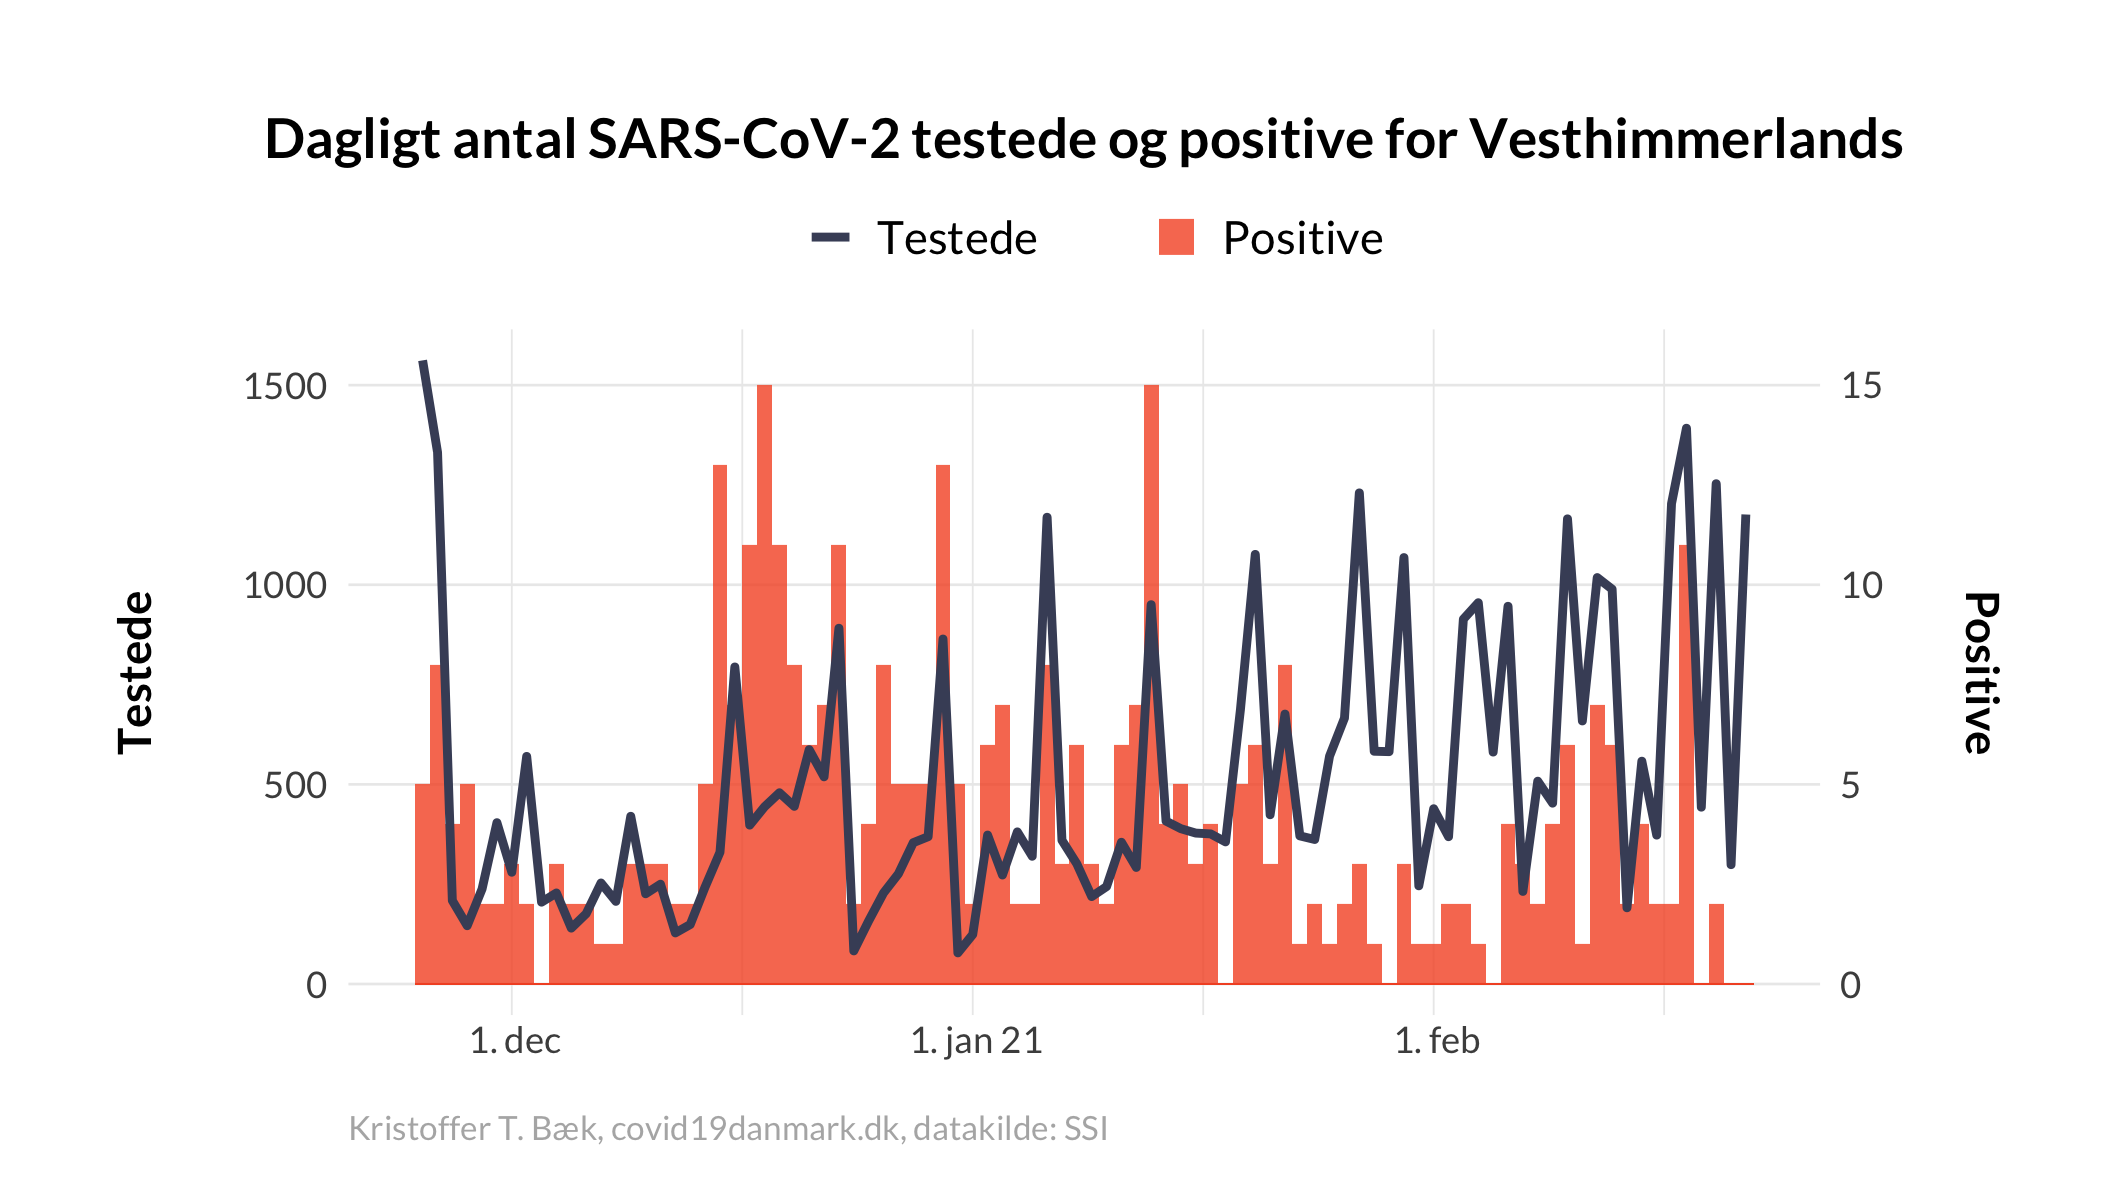 Dagligt antal SARS-CoV-2 testede og positive for Vesthimmerlands
Testede
Positive
1500
1000
500
0
Testede
15
10
5
0
Positive
1. dec
1. jan 21
1. feb
Kristoffer T. Bæk, covid19danmark.dk, datakilde: SSI